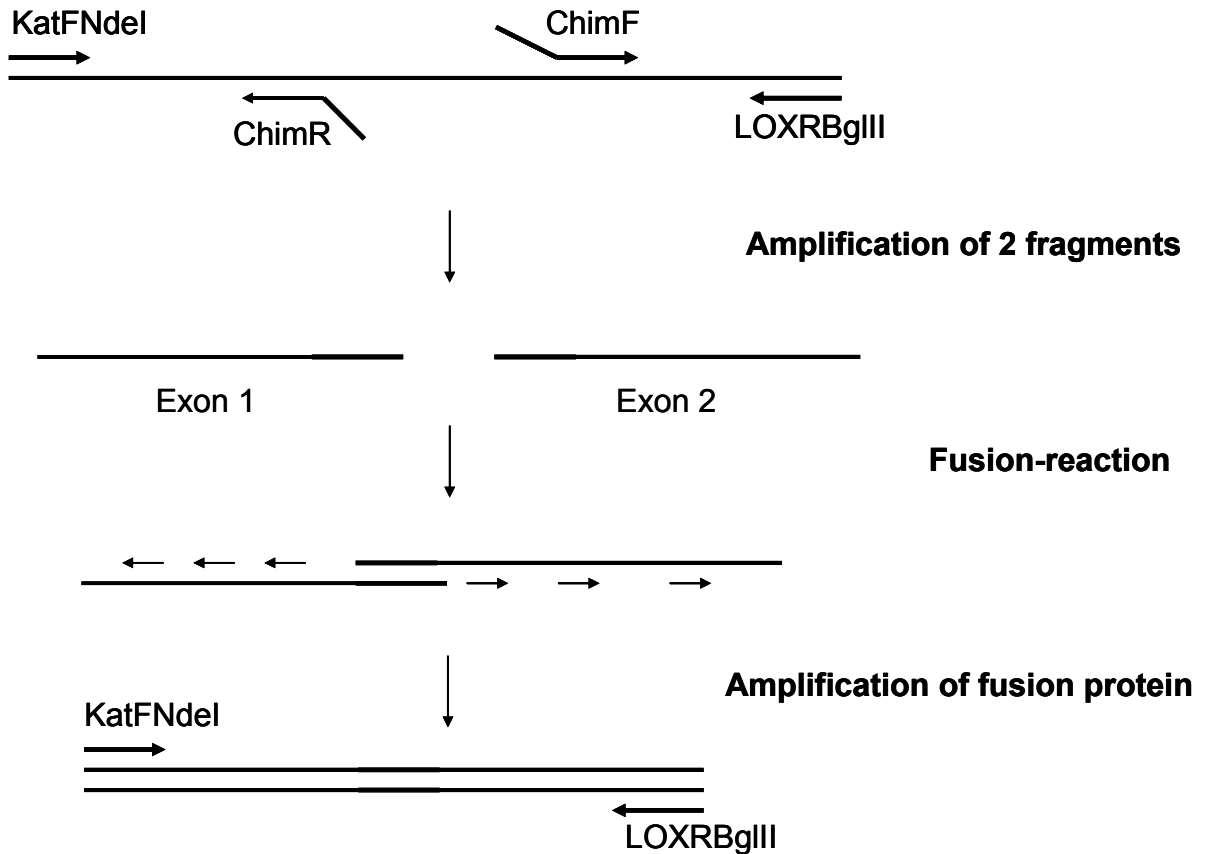 KatFNdeI
ChimF
ChimR
LOXRBglII
Amplification of 2 fragments
Exon 1
Exon 2
Fusion-reaction
Amplification of fusion protein
KatFNdeI
LOXRBglII